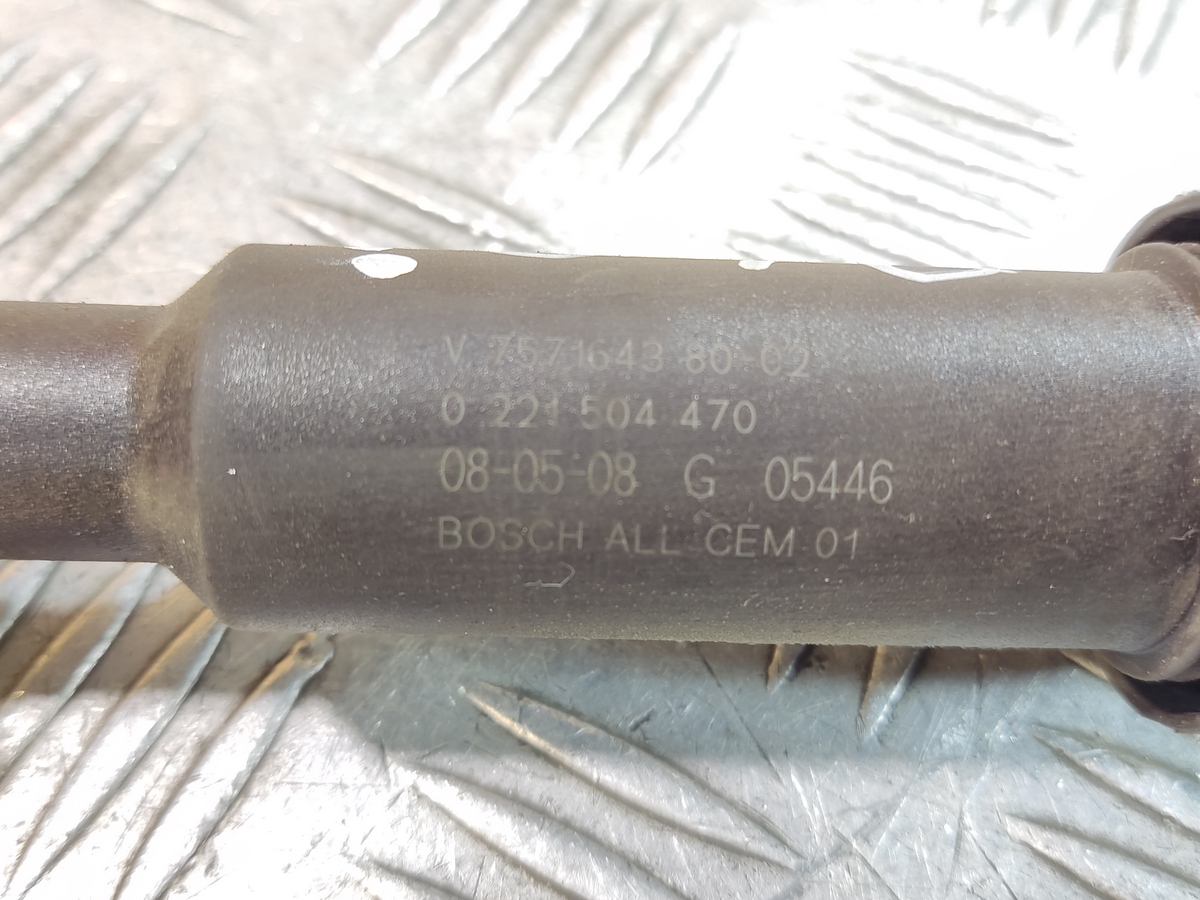 V 7571643 80-02
0 221 504 470
08-05-08 G 05446
BOSCH ALL CEM 01